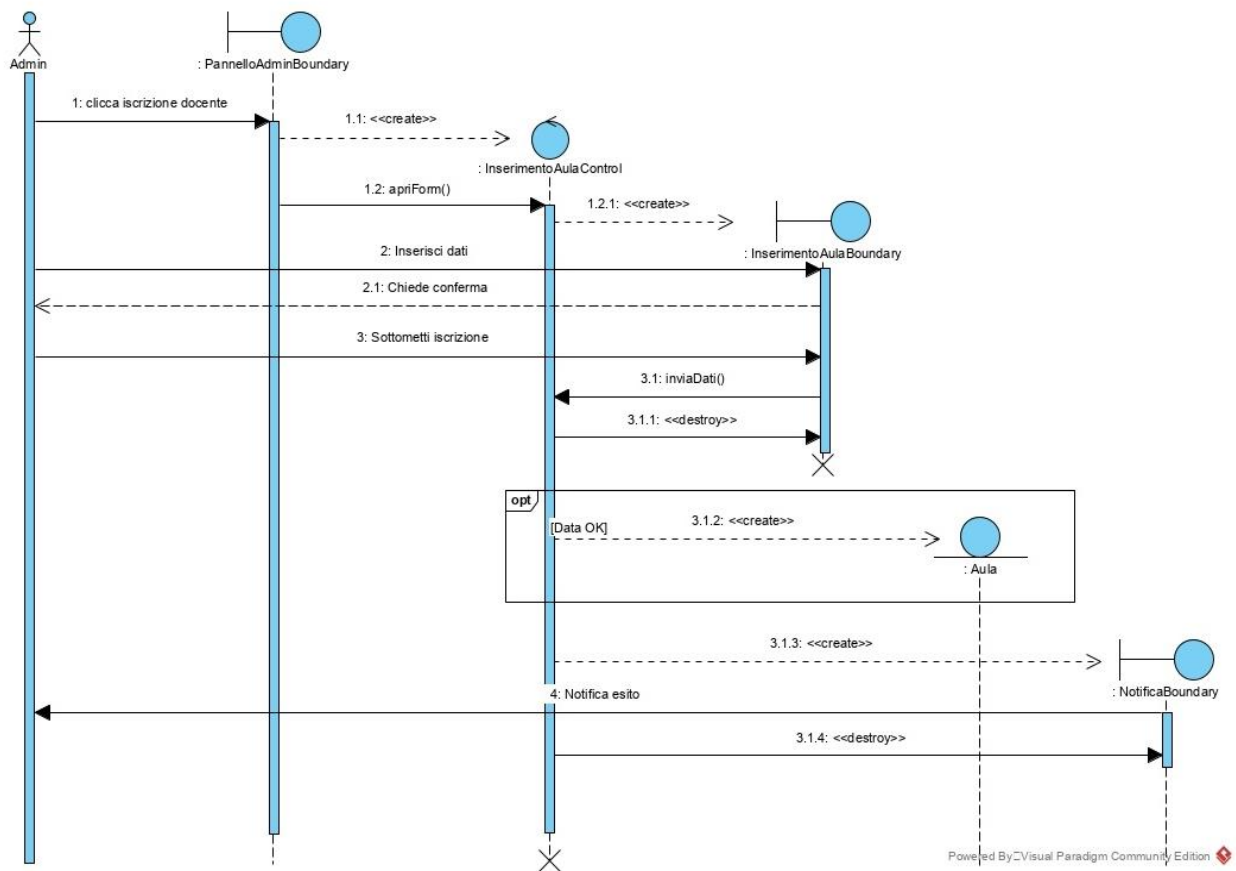 Admin
: PannelloAdminBoundary
1: clicca iscrizione docente
1.1: <<create>>
: InserimentoAulaControl
1.2: apriForm()
1.2.1: <<create>>
: InserimentoAulaBoundary
2: Inserisci dati
2.1: Chiede conferma
3: Sottometti iscrizione
3.1: inviaDati()
3.1.1: <<destroy>>
opt
[Data OK]
3.1.2: <<create>>
: Aula
3.1.3: <<create>>
: NotificaBoundary
4: Notifica esito
3.1.4: <<destroy>>
Powered By Visual Paradigm Community Edition